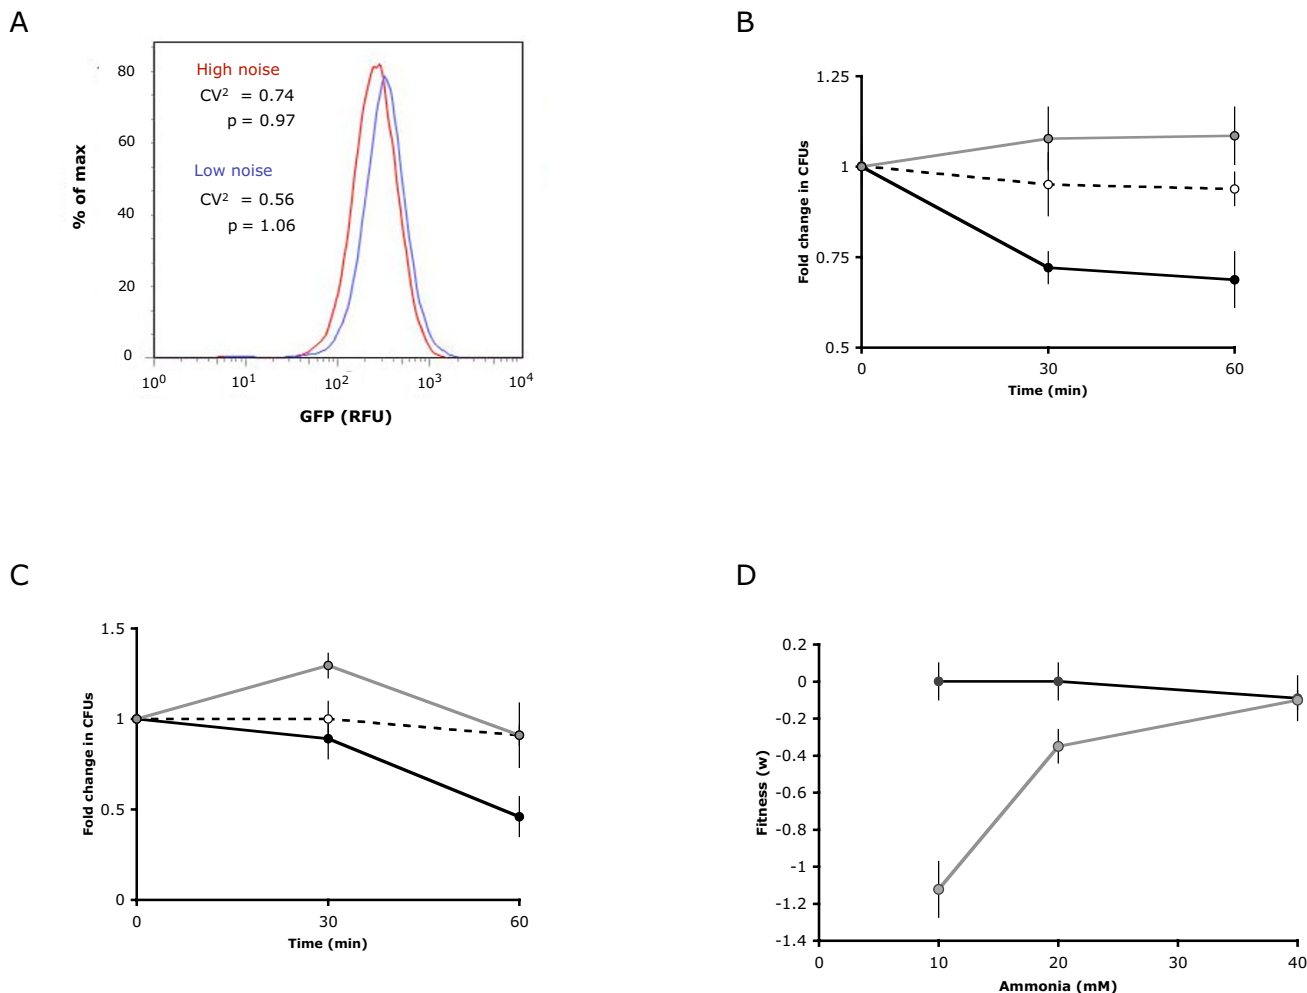 A
High noise
CV² = 0.74
p = 0.97
Low noise
CV² = 0.56
p = 1.06
80
60
40
20
0
% of max
10⁰ 10¹ 10² 10³ 10⁴
GFP (RFU)
B
1.25
1
0.75
0.5
Fold change in CFUs
0 30 60
Time (min)
C
1.5
1
0.5
0
Fold change in CFUs
0 30 60
Time (min)
D
0.2
0
-0.2
-0.4
-0.6
-0.8
-1
-1.2
-1.4
Fitness (w)
0 10 20 30 40
Ammonia (mM)